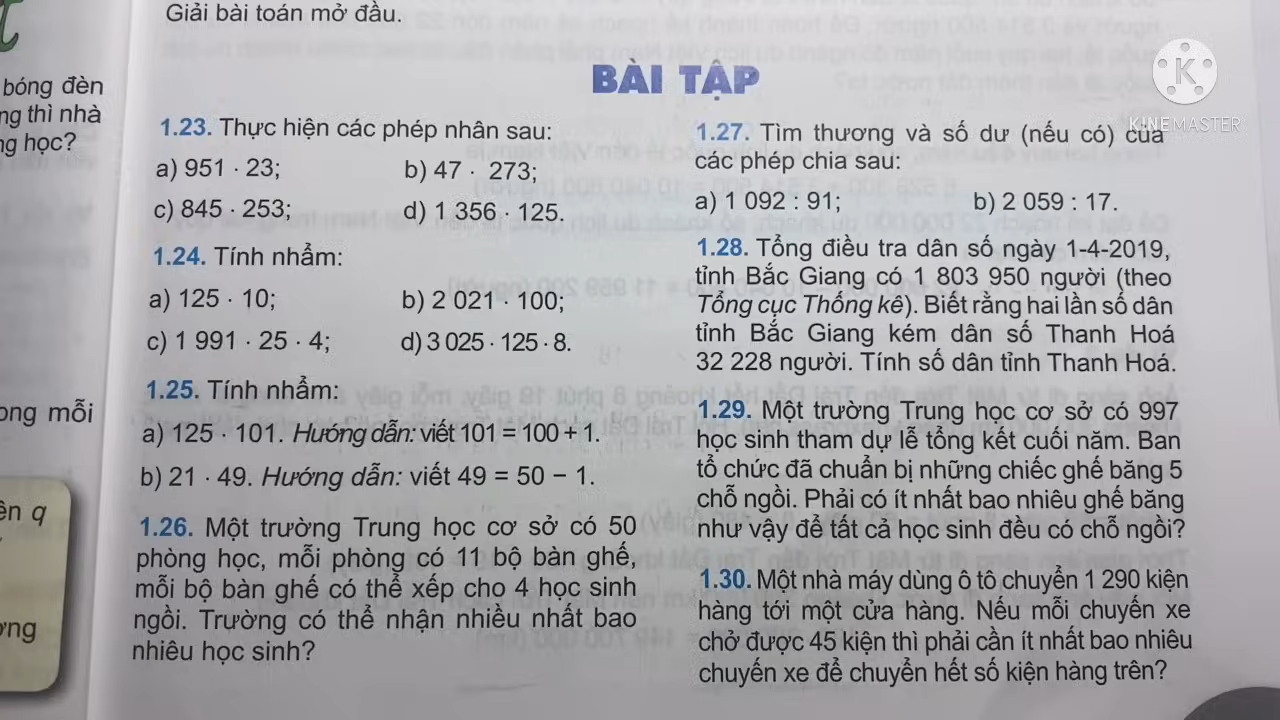 Giải bài toán mở đầu.
bóng đèn
ng thì nhà
ng học?
ong mỗi
ên q
ơng
BÀI TẬP
1.23. Thực hiện các phép nhân sau:
a) 951 · 23; b) 47 · 273;
c) 845 · 253; d) 1 356 · 125.
1.24. Tính nhẩm:
a) 125 · 10; b) 2 021 · 100;
c) 1 991 · 25 · 4; d) 3 025 · 125 · 8.
1.25. Tính nhẩm:
a) 125 · 101. Hướng dẫn: viết 101 = 100 + 1.
b) 21 · 49. Hướng dẫn: viết 49 = 50 − 1.
1.26. Một trường Trung học cơ sở có 50
phòng học, mỗi phòng có 11 bộ bàn ghế,
mỗi bộ bàn ghế có thể xếp cho 4 học sinh
ngồi. Trường có thể nhận nhiều nhất bao
nhiêu học sinh?
1.27. Tìm thương và số dư (nếu có) của
các phép chia sau:
a) 1 092 : 91; b) 2 059 : 17.
1.28. Tổng điều tra dân số ngày 1-4-2019,
tỉnh Bắc Giang có 1 803 950 người (theo
Tổng cục Thống kê). Biết rằng hai lần số dân
tỉnh Bắc Giang kém dân số Thanh Hoá
32 228 người. Tính số dân tỉnh Thanh Hoá.
1.29. Một trường Trung học cơ sở có 997
học sinh tham dự lễ tổng kết cuối năm. Ban
tổ chức đã chuẩn bị những chiếc ghế băng 5
chỗ ngồi. Phải có ít nhất bao nhiêu ghế băng
như vậy để tất cả học sinh đều có chỗ ngồi?
1.30. Một nhà máy dùng ô tô chuyển 1 290 kiện
hàng tới một cửa hàng. Nếu mỗi chuyến xe
chở được 45 kiện thì phải cần ít nhất bao nhiêu
chuyến xe để chuyển hết số kiện hàng trên?
K
KINEMASTER